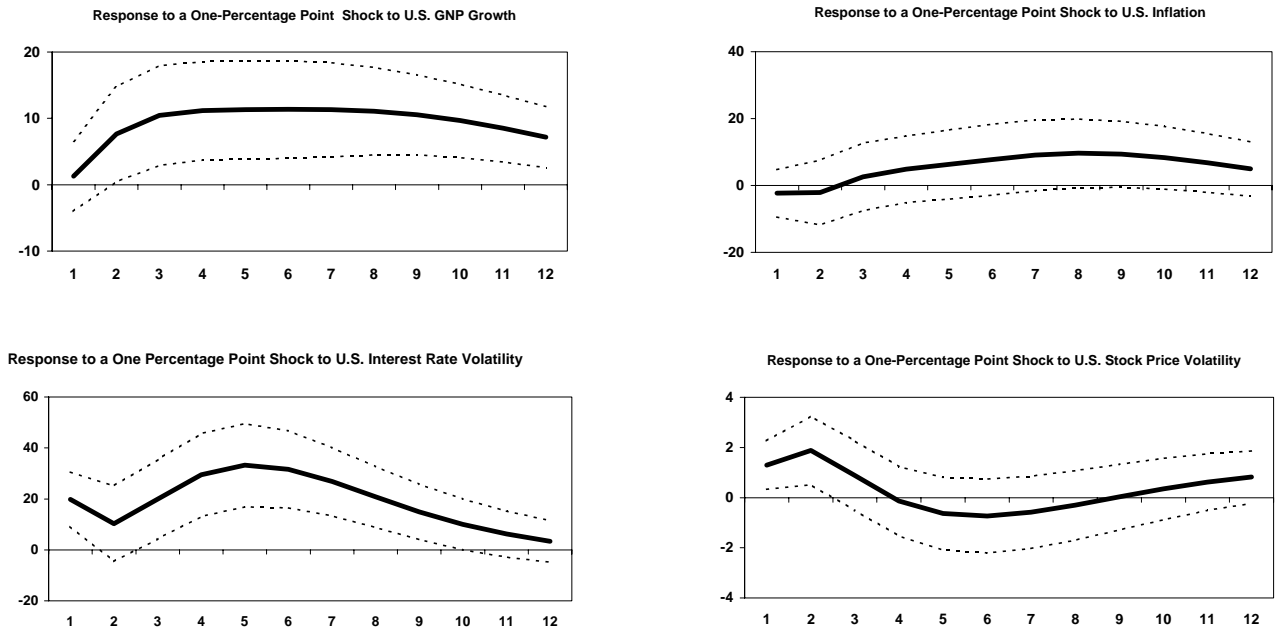 Response to a One-Percentage Point Shock to U.S. GNP Growth
20
10
0
-10
1 2 3 4 5 6 7 8 9 10 11 12
Response to a One-Percentage Point Shock to U.S. Inflation
40
20
0
-20
1 2 3 4 5 6 7 8 9 10 11 12
Response to a One Percentage Point Shock to U.S. Interest Rate Volatility
60
40
20
0
-20
1 2 3 4 5 6 7 8 9 10 11 12
Response to a One-Percentage Point Shock to U.S. Stock Price Volatility
4
2
0
-2
-4
1 2 3 4 5 6 7 8 9 10 11 12